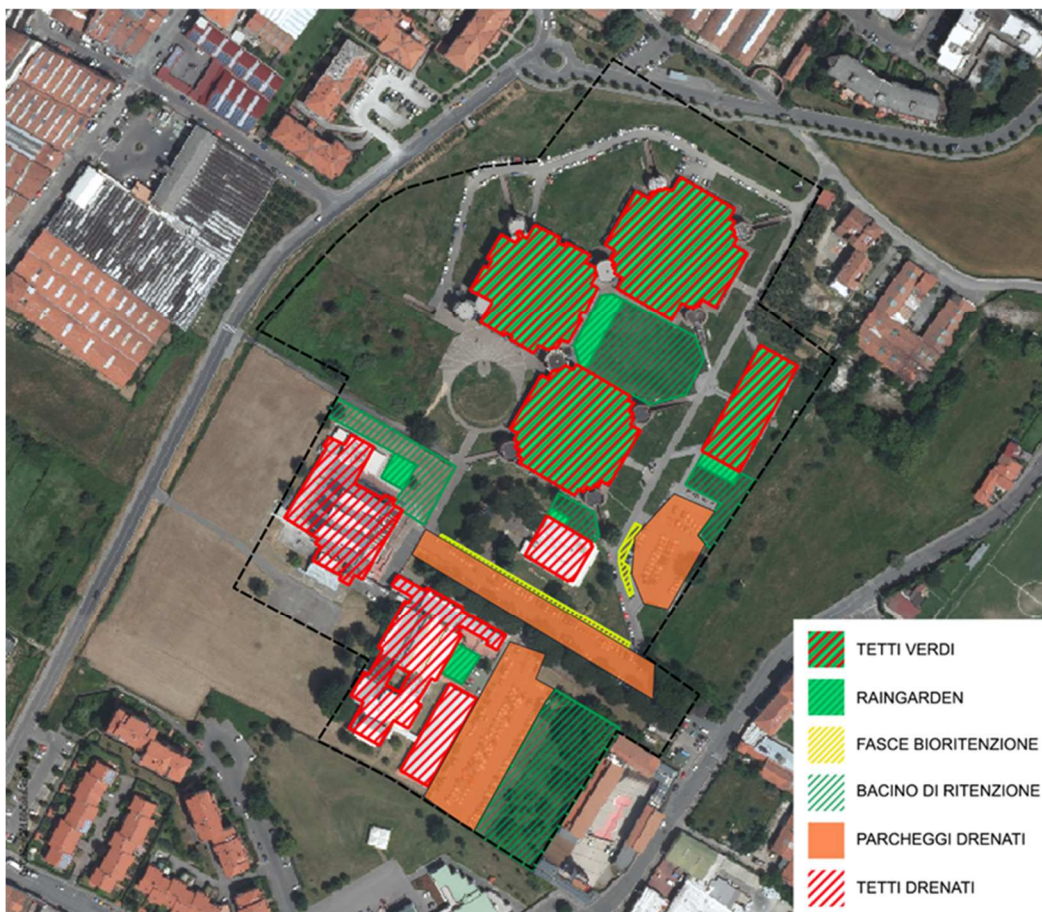 TETTI VERDI
RAINGARDEN
FASCE BIORITENZIONE
BACINO DI RITENZIONE
PARCHEGGI DRENATI
TETTI DRENATI